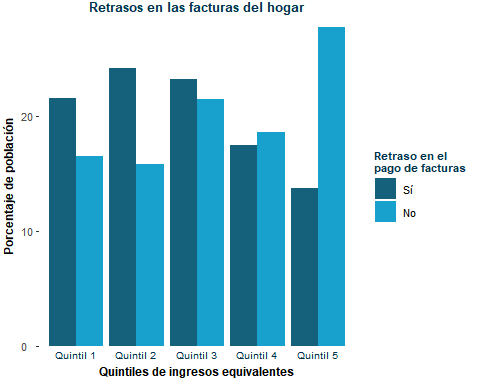 Retrasos en las facturas del hogar
Porcentaje de población
20
10
0
Quintil 1 Quintil 2 Quintil 3 Quintil 4 Quintil 5
Quintiles de ingresos equivalentes
Retraso en el
pago de facturas
Sí
No